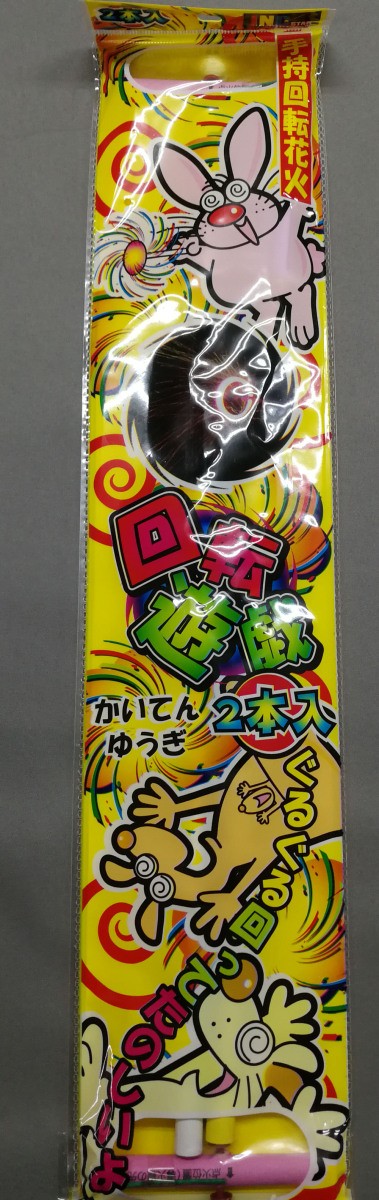 2本入
手持回転花火
回転
遊戯
かいてん
ゆうぎ
2本入
ぐるぐる回って
たのしーよ